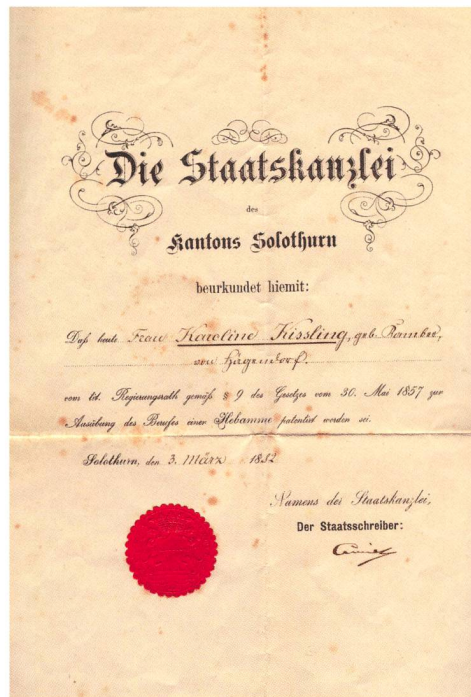 Die Staatskanzlei
des
Kantons Solothurn
beurkundet hiemit:
Daß heute Frau Karoline Kissling, geb. Kamber,
von Hägendorf.
vom tit. Regierungsrath gemäß § 9 des Gesetzes vom 30. Mai 1857 zur
Ausübung des Berufes einer Hebamme patentirt worden sei.
Solothurn, den 3. März 1882
Namens der Staatskanzlei,
Der Staatsschreiber: